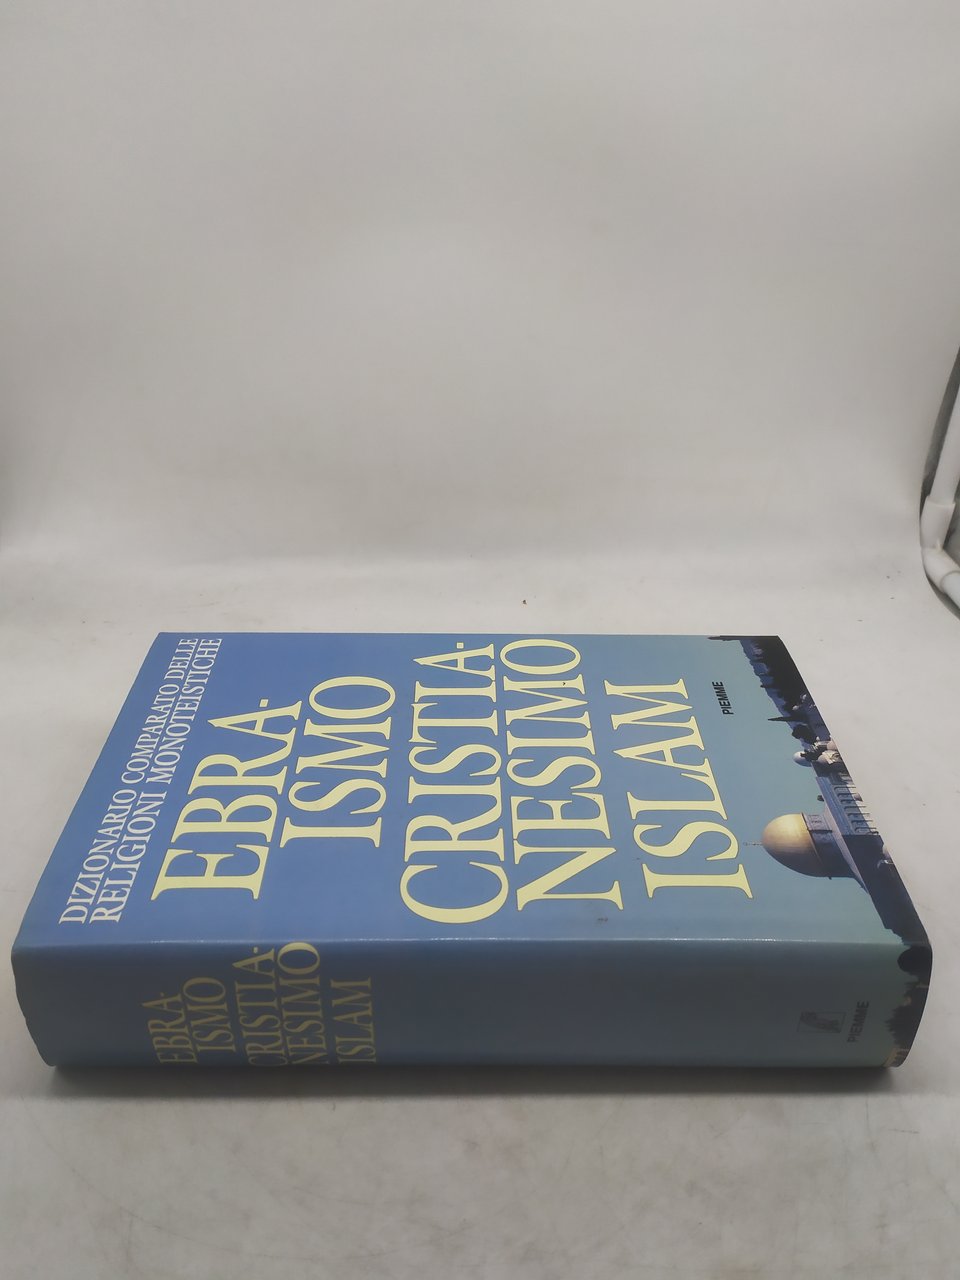 DIZIONARIO COMPARATO DELLE
RELIGIONI MONOTEISTICHE
EBRA-
ISMO
CRISTIA-
NESIMO
ISLAM
PIEMME
EBRA-
ISMO
CRISTIA-
NESIMO
ISLAM
PIEMME